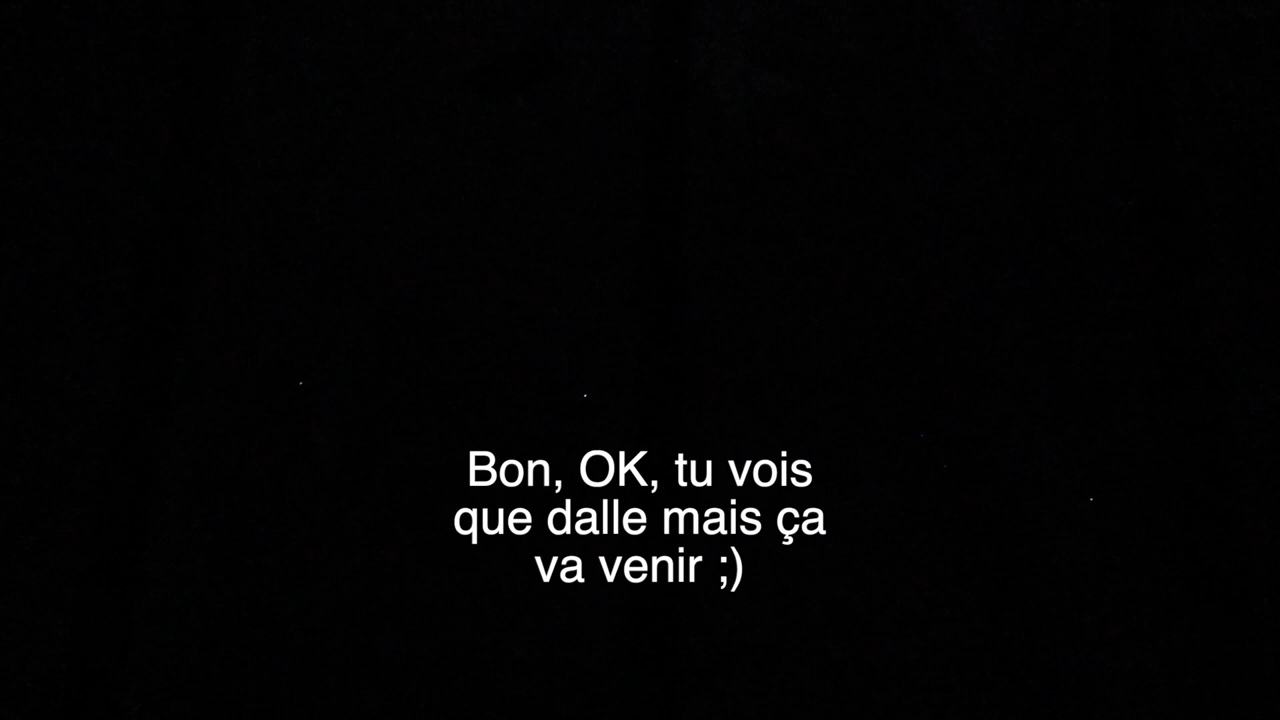 Bon, OK, tu vois
que dalle mais ça
va venir ;)